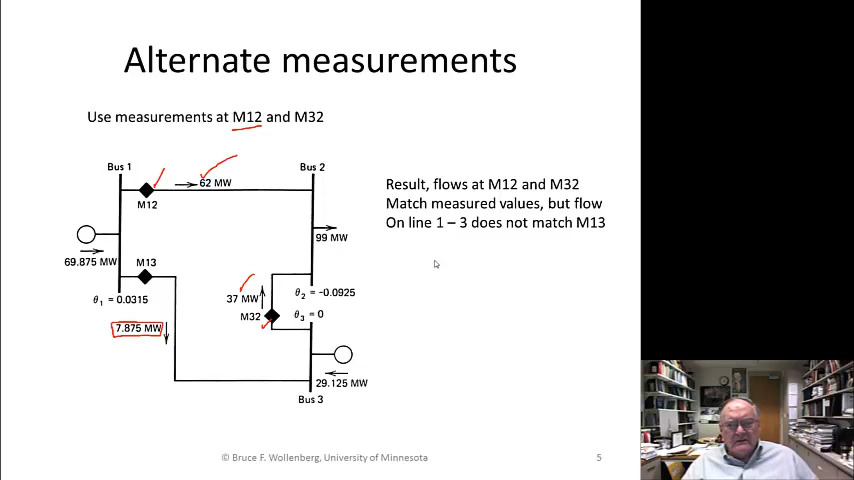 Alternate measurements
Use measurements at M12 and M32
Bus 1
Bus 2
62 MW
M12
99 MW
69.875 MW
M13
θ₁ = 0.0315
37 MW
θ₂ = -0.0925
M32
θ₃ = 0
7.875 MW
29.125 MW
Bus 3
Result, flows at M12 and M32
Match measured values, but flow
On line 1 – 3 does not match M13
© Bruce F. Wollenberg, University of Minnesota
5